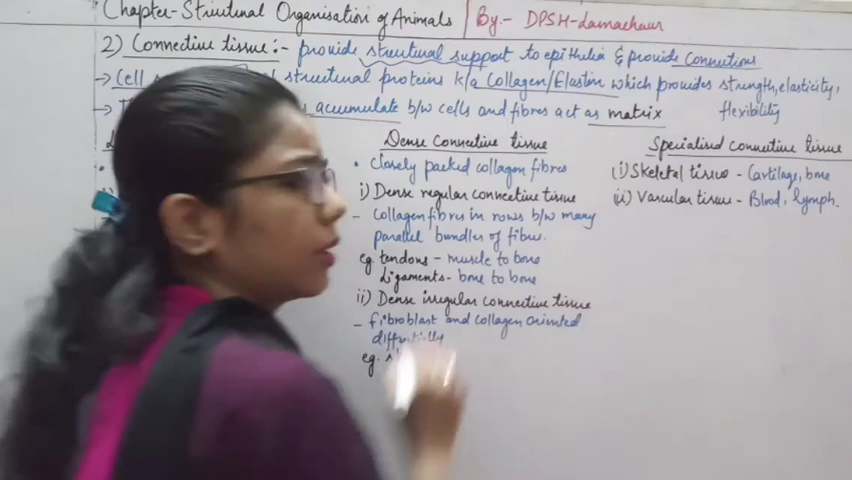 Chapter-Structural Organisation of Animals By:- DPSH-Lamachaur
2) Connective tissue:- provide structural support to epithelia & provide connections
→ Cell structural proteins k/a Collagen/Elastin which provides strength, elasticity, flexibility
→ accumulate b/w cells and fibres act as matrix
Dense Connective tissue
• Closely packed collagen fibres
i) Dense regular connective tissue
- Collagen fibres in rows b/w many
parallel bundles of fibres.
eg. tendons - muscle to bone
Ligaments- bone to bone
ii) Dense irregular connective tissue
- fibroblast and collagen oriented
eg.
Specialised connective tissue
(i) Skeletal tissue - Cartilage, bone
(ii) Vascular tissue - Blood, lymph.